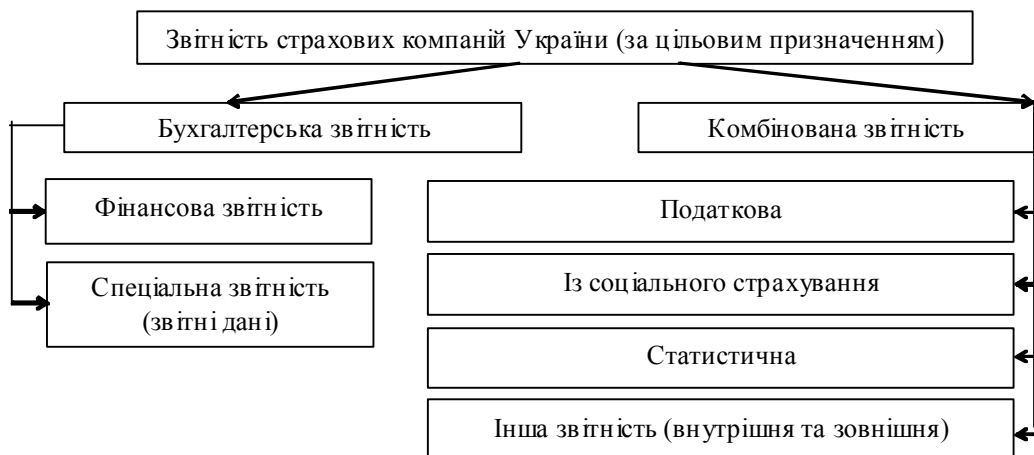 Звітність страхових компаній України (за цільовим призначенням)
Бухгалтерська звітність
Комбінована звітність
Фінансова звітність
Спеціальна звітність
(звітні дані)
Податкова
Із соціального страхування
Статистична
Інша звітність (внутрішня та зовнішня)